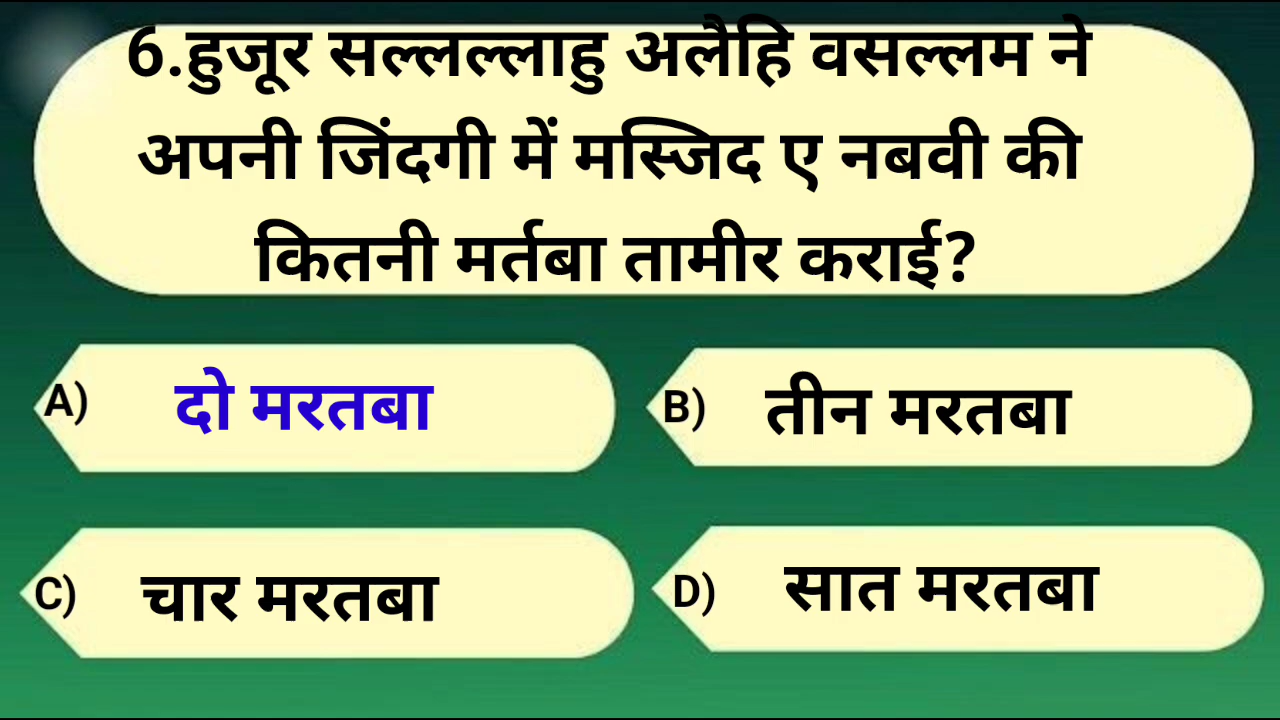 6.हुजूर सल्लल्लाहु अलैहि वसल्लम ने
अपनी जिंदगी में मस्जिद ए नबवी की
कितनी मर्तबा तामीर कराई?
A) दो मरतबा
B) तीन मरतबा
C) चार मरतबा
D) सात मरतबा